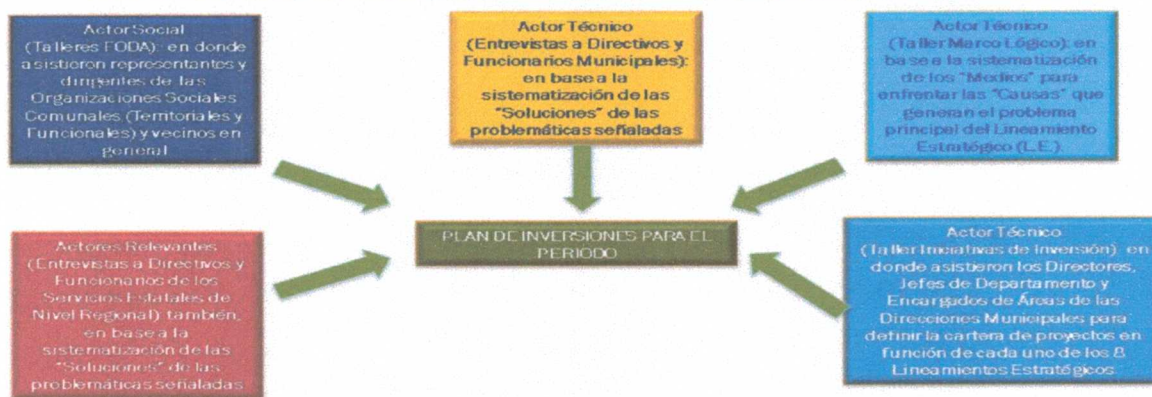 Actor Social
(Talleres FODA): en donde
asistieron representantes y
dirigentes de las
Organizaciones Sociales
Comunales (Territoriales y
Funcionales) y vecinos en
general
Actor Técnico
(Entrevistas a Directivos y
Funcionarios Municipales):
en base a la
sistematización de las
"Soluciones" de las
problemáticas señaladas
Actor Técnico
(Taller Marco Lógico): en
base a la sistematización
de los "Medios" para
enfrentar las "Causas" que
generan el problema
principal del Lineamiento
Estratégico (L.E.)
PLAN DE INVERSIONES PARA EL
PERIODO
Actores Relevantes
(Entrevistas a Directivos y
Funcionarios de los
Servicios Estatales de
Nivel Regional): también,
en base a la
sistematización de las
"Soluciones" de las
problemáticas señaladas
Actor Técnico
(Taller Iniciativas de Inversión): en
donde asistieron los Directores,
Jefes de Departamento y
Encargados de Áreas de las
Direcciones Municipales para
definir la cartera de proyectos en
función de cada uno de los 8
Lineamientos Estratégicos